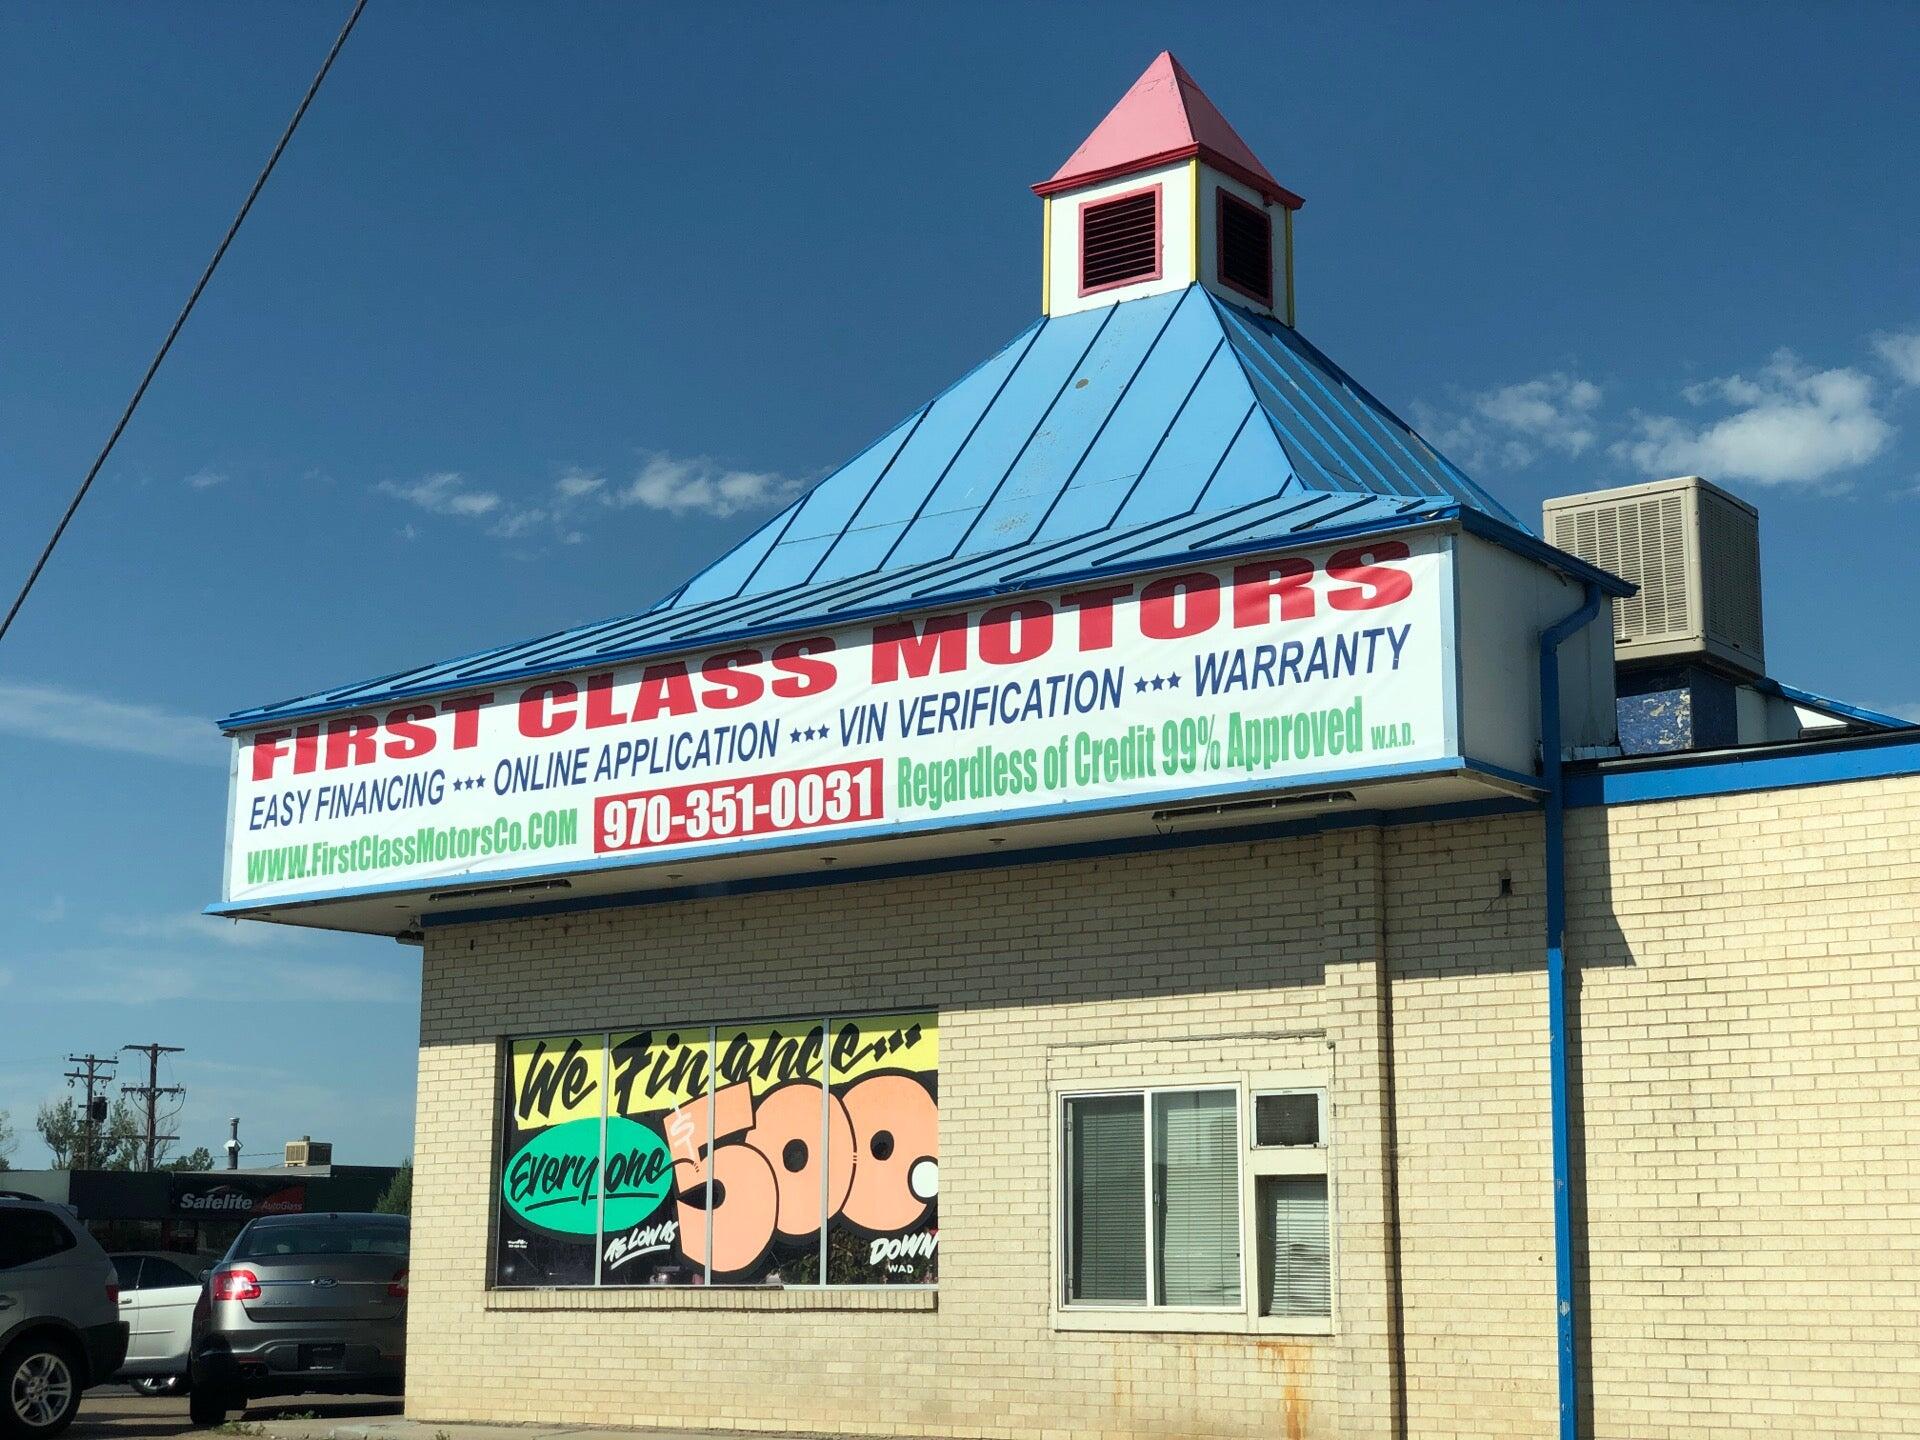 FIRST CLASS MOTORS
EASY FINANCING *** ONLINE APPLICATION *** VIN VERIFICATION *** WARRANTY
WWW.FirstClassMotorsCo.COM 970-351-0031 Regardless of Credit 99% Approved W.A.D.
We Finance...
Everyone
$500
AS LOW AS
DOWN
WAD
Safelite AutoGlass
Ford